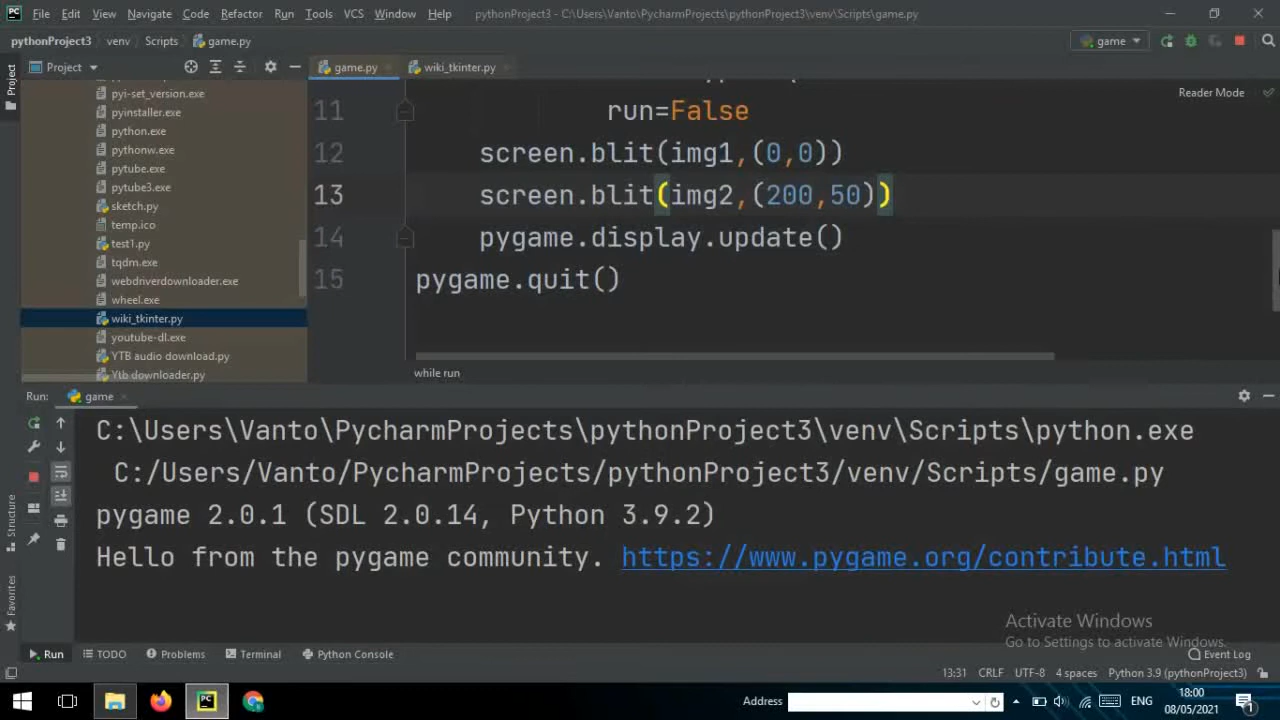 File Edit View Navigate Code Refactor Run Tools VCS Window Help pythonProject3 - C:\Users\Vanto\PycharmProjects\pythonProject3\venv\Scripts\game.py
pythonProject3 venv Scripts game.py game
Project
Project
game.py
wiki_tkinter.py
Reader Mode
pyi-set_version.exe
pyinstaller.exe
python.exe
pythonw.exe
pytube.exe
pytube3.exe
sketch.py
temp.ico
test1.py
tqdm.exe
webdriverdownloader.exe
wheel.exe
wiki_tkinter.py
youtube-dl.exe
YTB audio download.py
Ytb downloader.py
11 run=False
12 screen.blit(img1,(0,0))
13 screen.blit(img2,(200,50))
14 pygame.display.update()
15 pygame.quit()
while run
Run: game
C:\Users\Vanto\PycharmProjects\pythonProject3\venv\Scripts\python.exe
C:/Users/Vanto/PycharmProjects/pythonProject3/venv/Scripts/game.py
pygame 2.0.1 (SDL 2.0.14, Python 3.9.2)
Hello from the pygame community. https://www.pygame.org/contribute.html
Structure
Favorites
Activate Windows
Go to Settings to activate Windows.
Run TODO Problems Terminal Python Console Event Log
13:31 CRLF UTF-8 4 spaces Python 3.9 (pythonProject3)
Address
ENG
18:00
08/05/2021
1